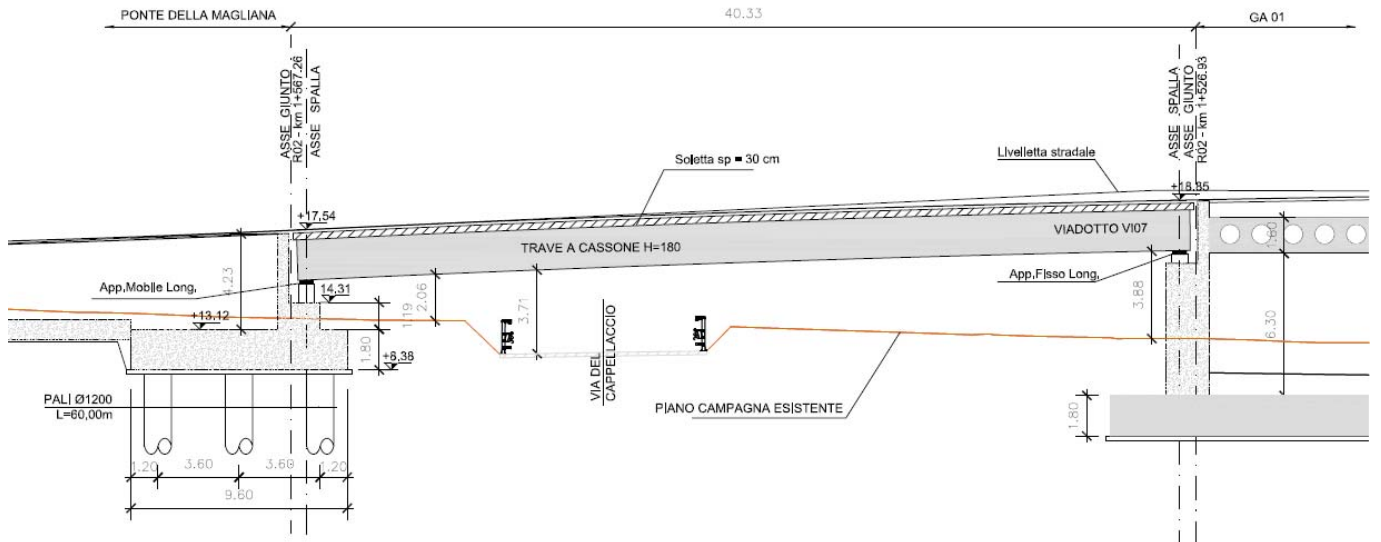 PONTE DELLA MAGLIANA
40.33
GA 01
ASSE GIUNTO
R02 - km 1+567.26
ASSE SPALLA
ASSE SPALLA
ASSE GIUNTO
R02 - km 1+526.93
Soletta sp = 30 cm
Livelletta stradale
+17,54
+18,85
TRAVE A CASSONE H=180
VIADOTTO VI07
1.60
4.23
App.Mobile Long.
App.Fisso Long.
14,31
1.19
2.06
3.71
3.88
6.30
+13,12
1.80
+6,38
VIA DEL
CAPPELLACCIO
PALI Ø1200
L=60,00m
PIANO CAMPAGNA ESISTENTE
1.80
1.20
3.60
3.60
1.20
9.60